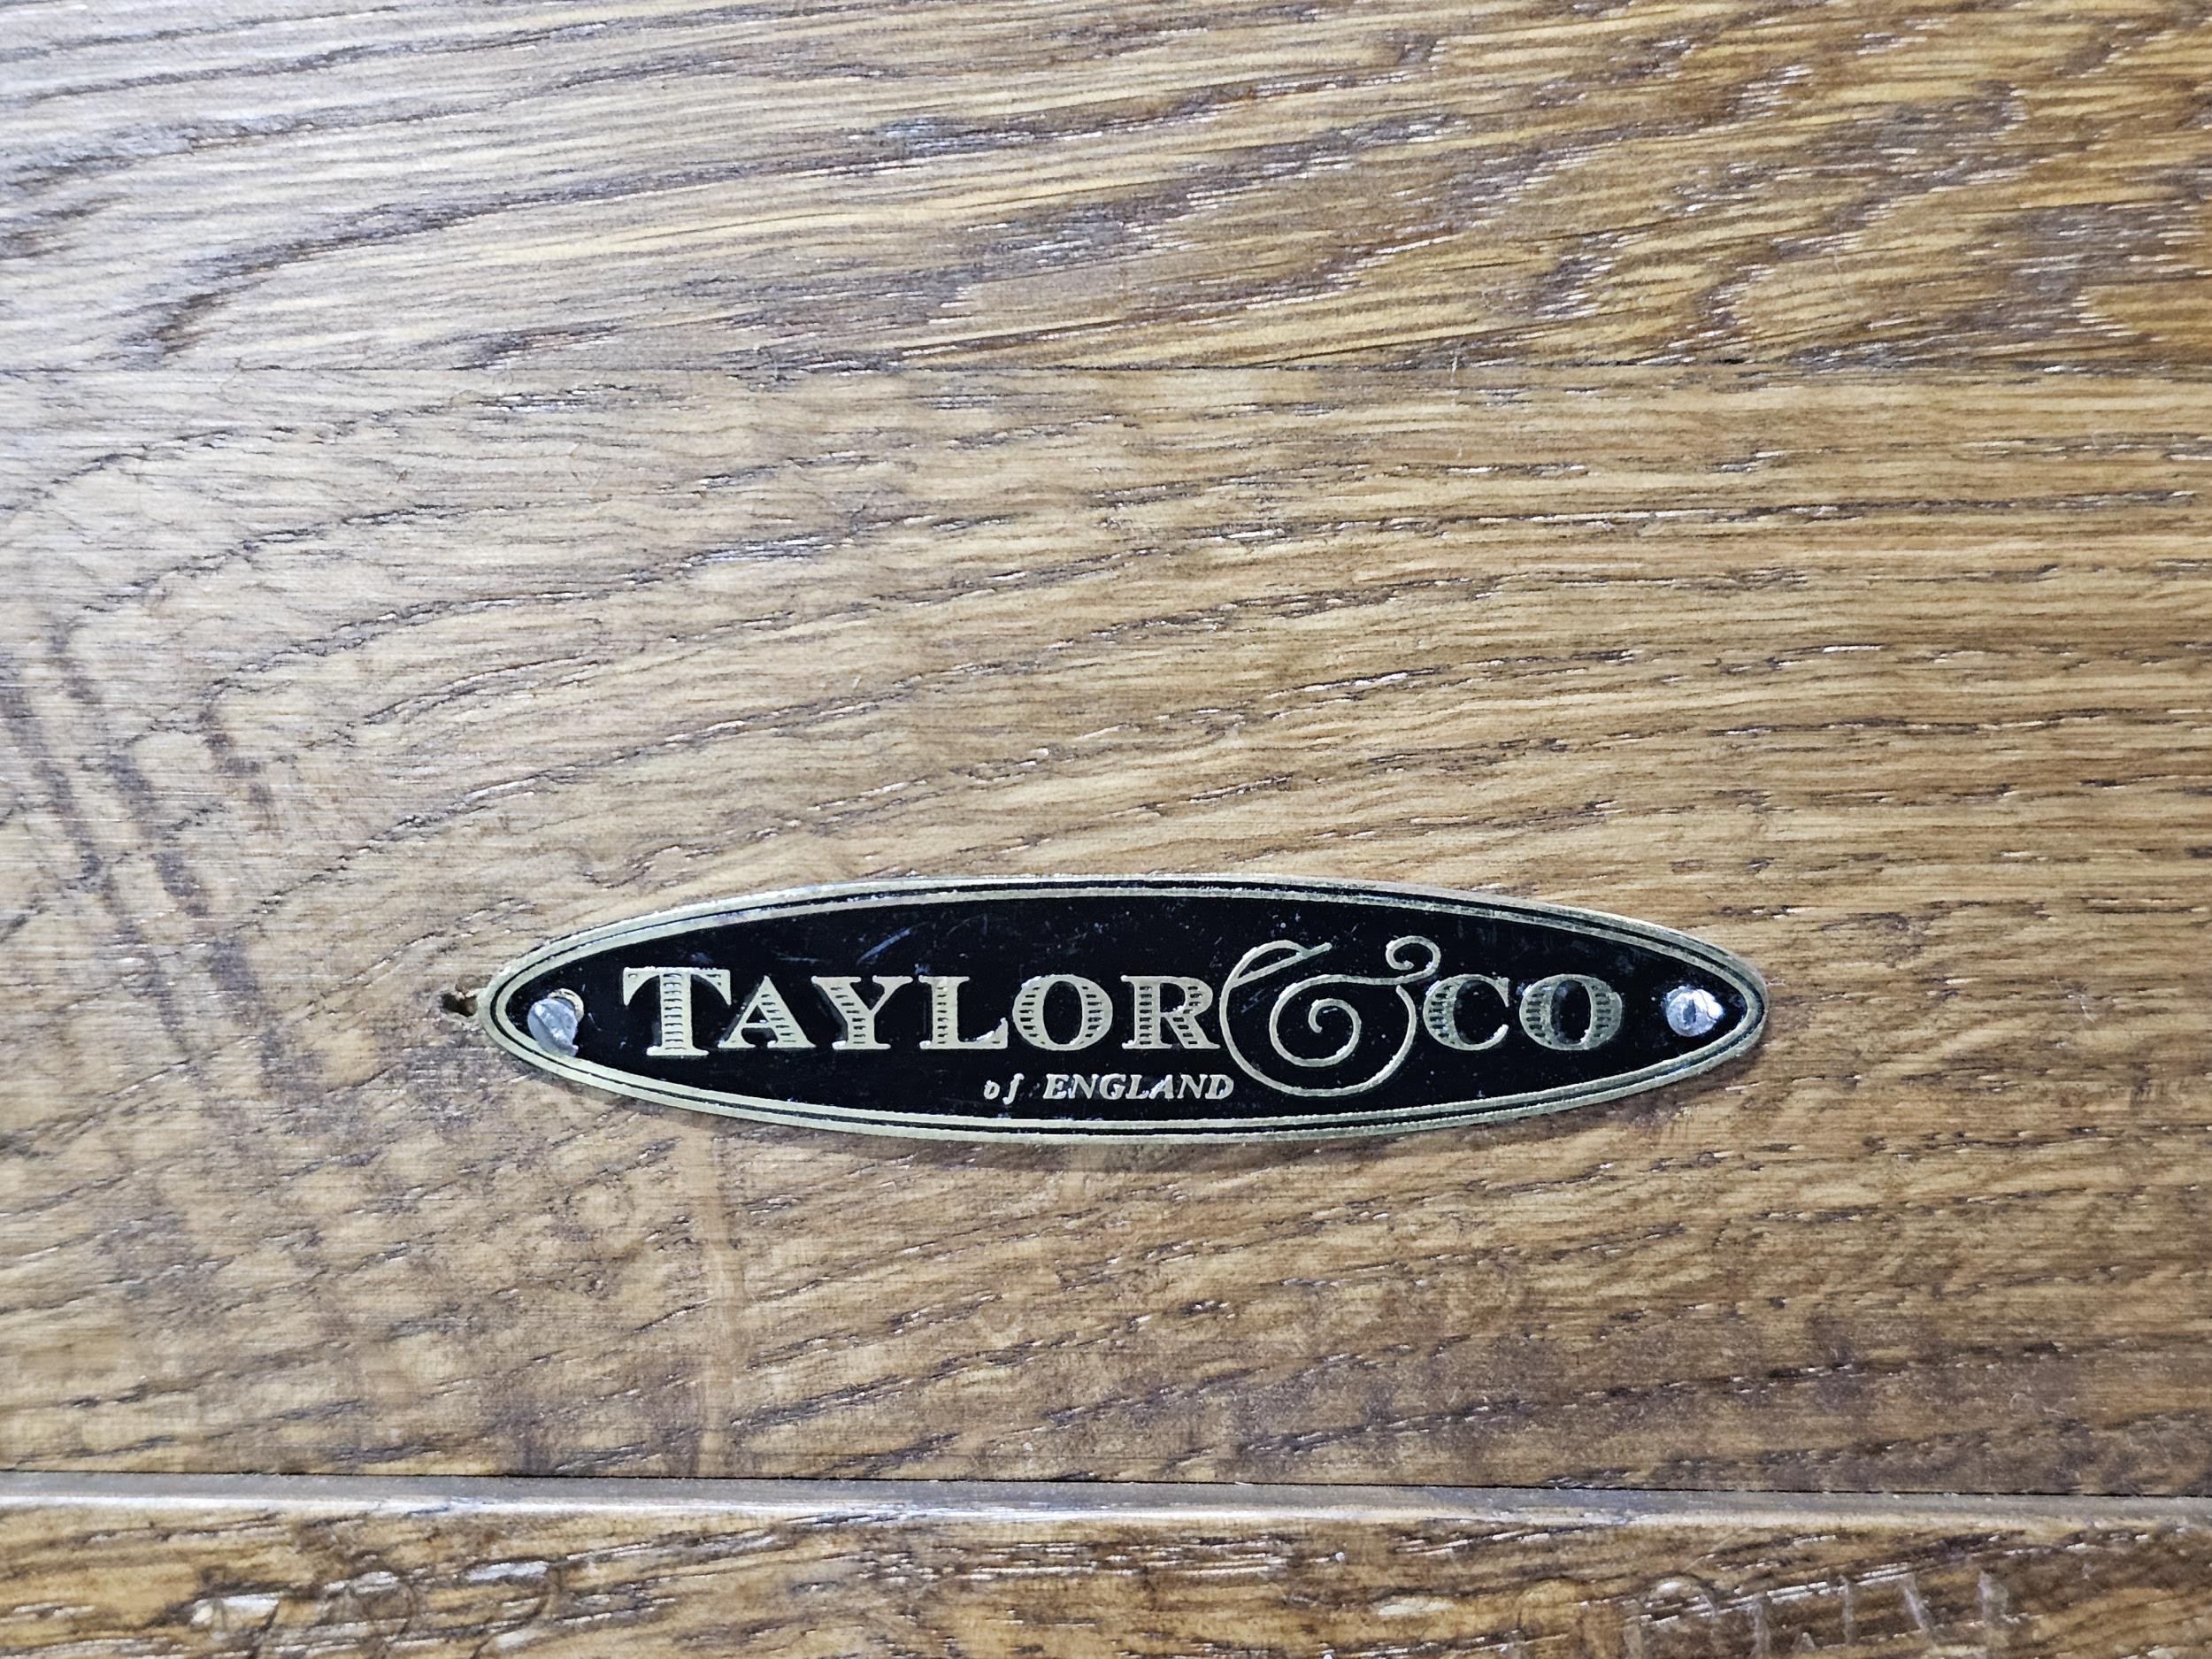 TAYLOR & CO
of ENGLAND